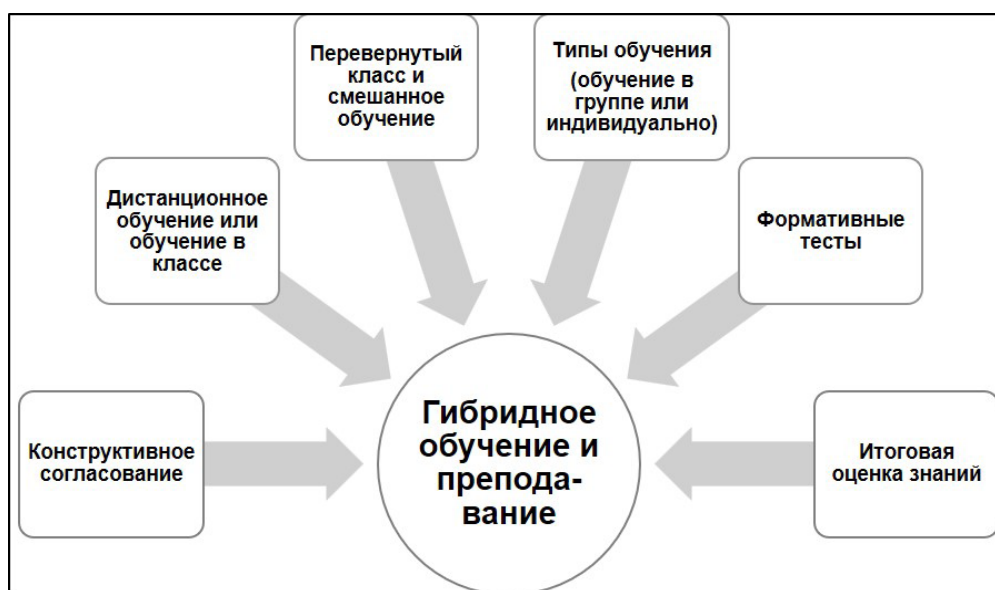 Перевернутый
класс и
смешанное
обучение
Типы обучения
(обучение в
группе или
индивидуально)
Дистанционное
обучение или
обучение в
классе
Формативные
тесты
Конструктивное
согласование
Гибридное
обучение и
препода-
вание
Итоговая
оценка знаний